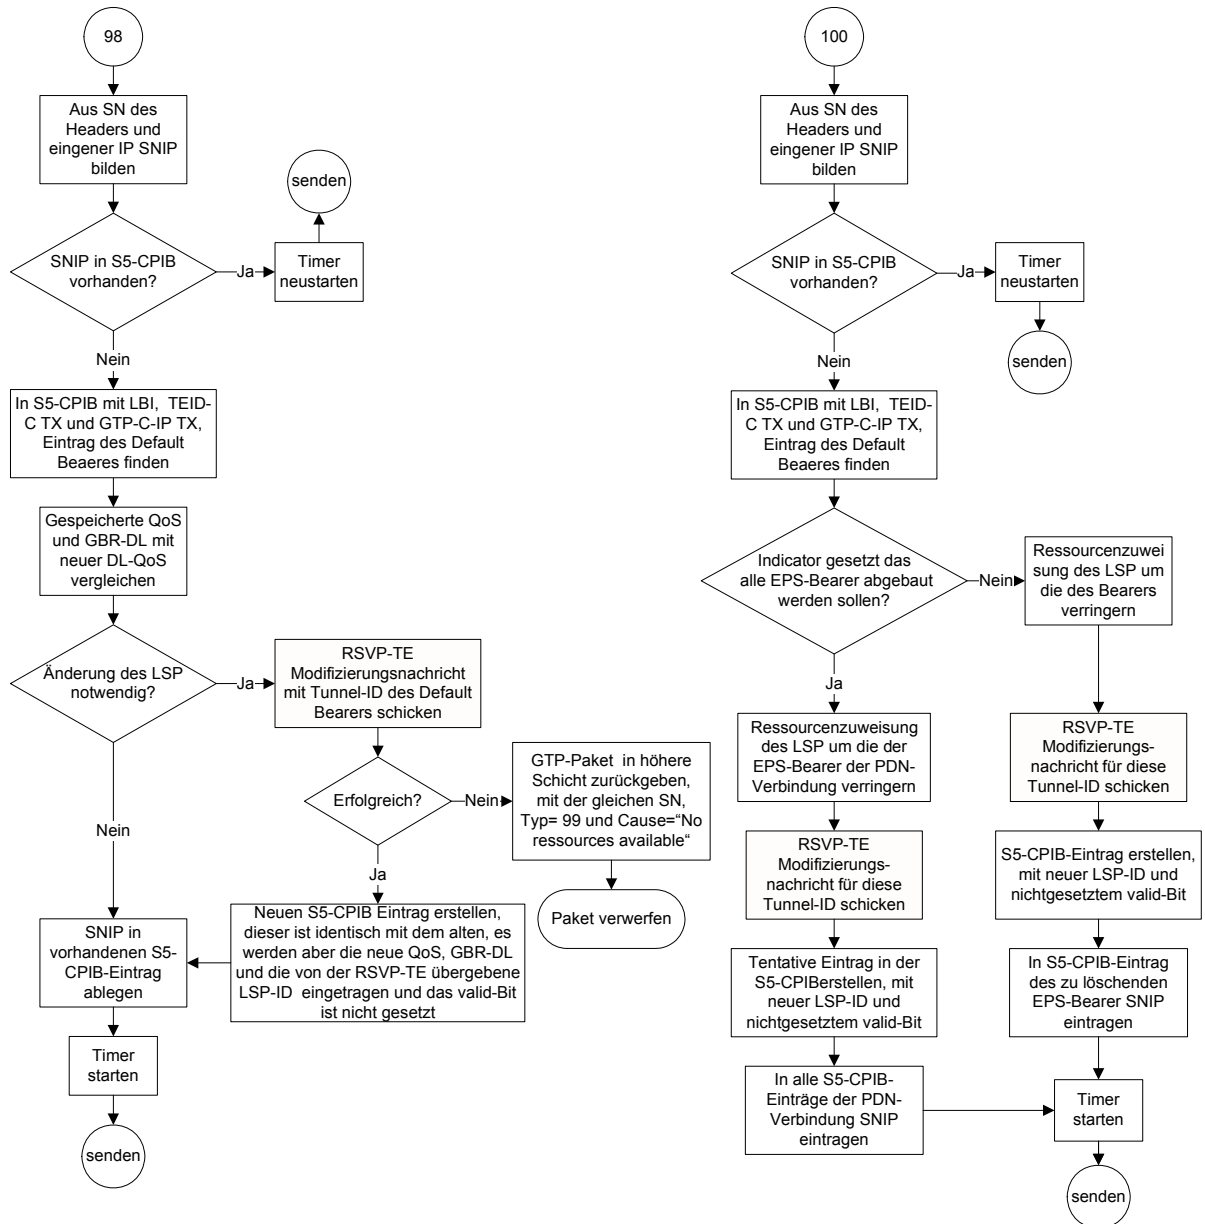 98
Aus SN des
Headers und
eingener IP SNIP
bilden
senden
SNIP in S5-CPIB
vorhanden?
Ja
Timer
neustarten
Nein
In S5-CPIB mit LBI, TEID-
C TX und GTP-C-IP TX,
Eintrag des Default
Beaeres finden
Gespeicherte QoS
und GBR-DL mit
neuer DL-QoS
vergleichen
Änderung des LSP
notwendig?
Ja
RSVP-TE
Modifizierungsnachricht
mit Tunnel-ID des Default
Bearers schicken
Erfolgreich?
Nein
GTP-Paket in höhere
Schicht zurückgeben,
mit der gleichen SN,
Typ= 99 und Cause=“No
ressources available“
Paket verwerfen
Nein
Ja
Neuen S5-CPIB Eintrag erstellen,
dieser ist identisch mit dem alten, es
werden aber die neue QoS, GBR-DL
und die von der RSVP-TE übergebene
LSP-ID eingetragen und das valid-Bit
ist nicht gesetzt
SNIP in
vorhandenen S5-
CPIB-Eintrag
ablegen
Timer
starten
senden
100
Aus SN des
Headers und
eingener IP SNIP
bilden
SNIP in S5-CPIB
vorhanden?
Ja
Timer
neustarten
senden
Nein
In S5-CPIB mit LBI, TEID-
C TX und GTP-C-IP TX,
Eintrag des Default
Beaeres finden
Indicator gesetzt das
alle EPS-Bearer abgebaut
werden sollen?
Nein
Ressourcenzuwei
sung des LSP um
die des Bearers
verringern
Ja
Ressourcenzuweisung
des LSP um die der
EPS-Bearer der PDN-
Verbindung verringern
RSVP-TE
Modifizierungs-
nachricht für diese
Tunnel-ID schicken
RSVP-TE
Modifizierungs-
nachricht für diese
Tunnel-ID schicken
S5-CPIB-Eintrag erstellen,
mit neuer LSP-ID und
nichtgesetztem valid-Bit
Tentative Eintrag in der
S5-CPIBerstellen, mit
neuer LSP-ID und
nichtgesetztem valid-Bit
In S5-CPIB-Eintrag
des zu löschenden
EPS-Bearer SNIP
eintragen
In alle S5-CPIB-
Einträge der PDN-
Verbindung SNIP
eintragen
Timer
starten
senden